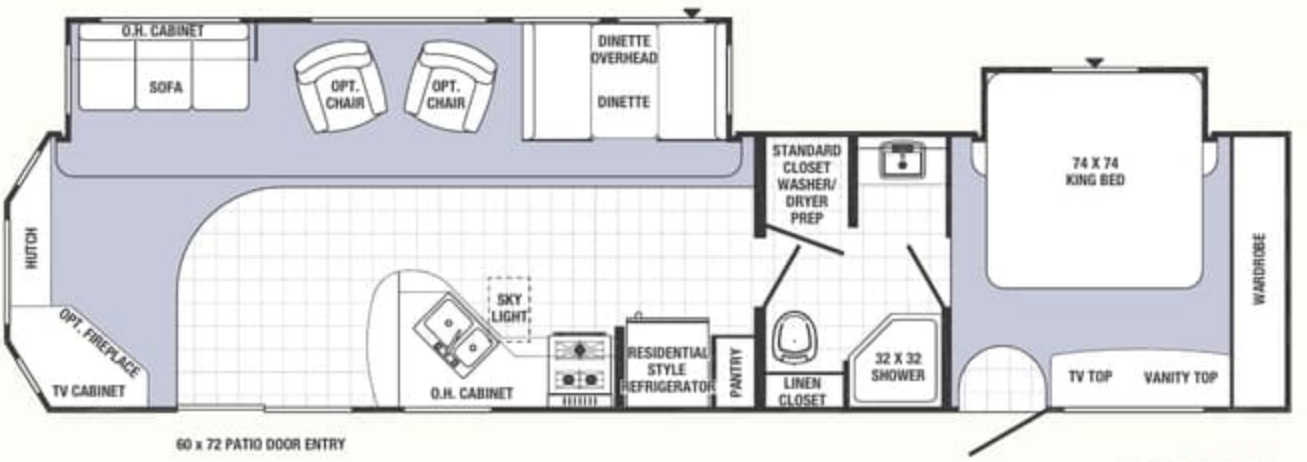 O.H. CABINET
SOFA
OPT.
CHAIR
OPT.
CHAIR
DINETTE
OVERHEAD
DINETTE
STANDARD
CLOSET
WASHER/
DRYER
PREP
74 X 74
KING BED
WARDROBE
HUTCH
OPT. FIREPLACE
TV CABINET
SKY
LIGHT
O.H. CABINET
RESIDENTIAL
STYLE
REFRIGERATOR
PANTRY
LINEN
CLOSET
32 X 32
SHOWER
TV TOP
VANITY TOP
60 x 72 PATIO DOOR ENTRY